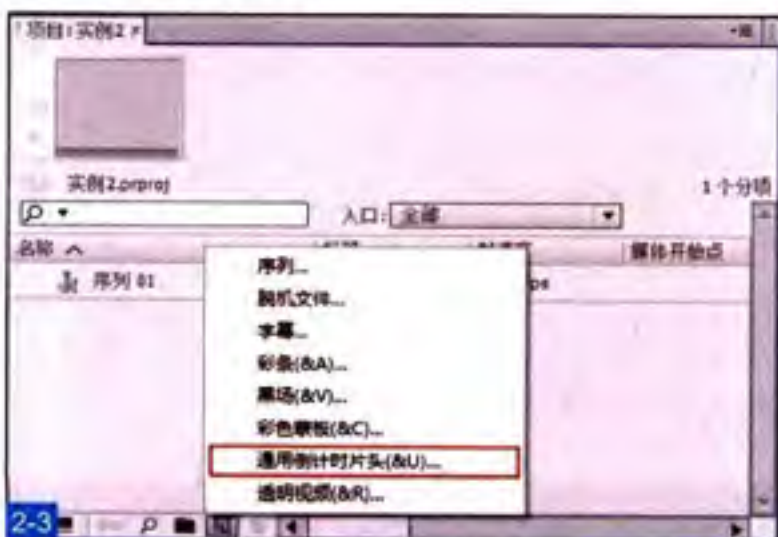 项目:实例2 ×
实例2.prproj
1 个分项
入口: 全部
名称
媒体开始点
序列 01
序列...
脱机文件...
字幕...
彩条(&A)...
黑场(&V)...
彩色蒙板(&C)...
通用倒计时片头(&U)...
透明视频(&R)...
2-3